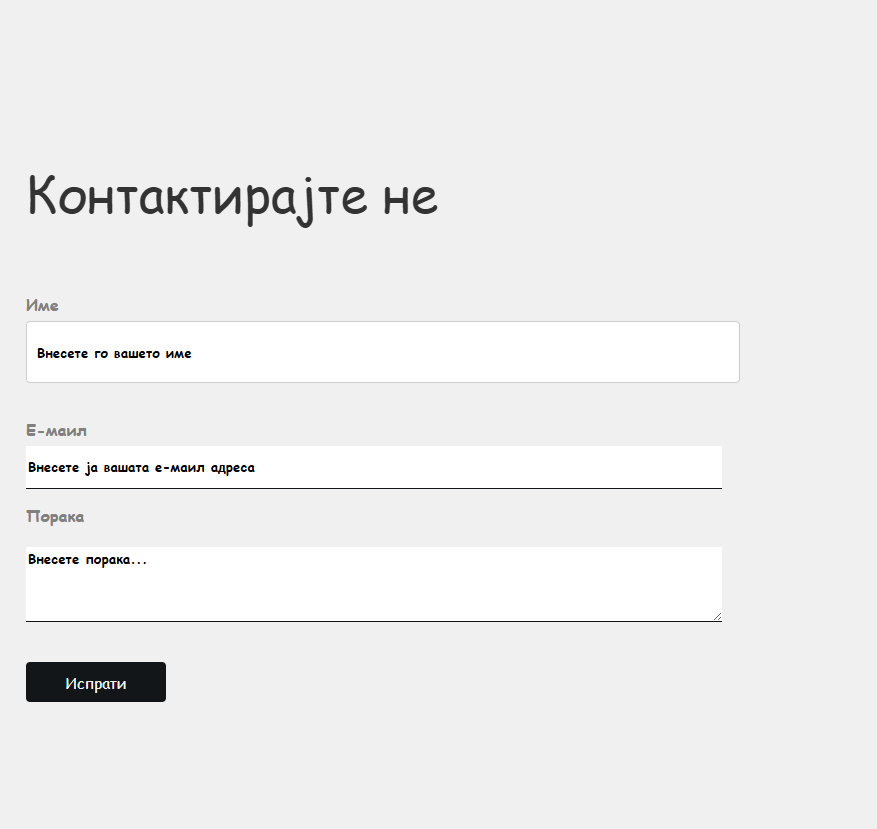 Контактирајте не
Име
Внесете го вашето име
Е-маил
Внесете ја вашата е-маил адреса
Порака
Внесете порака...
Испрати